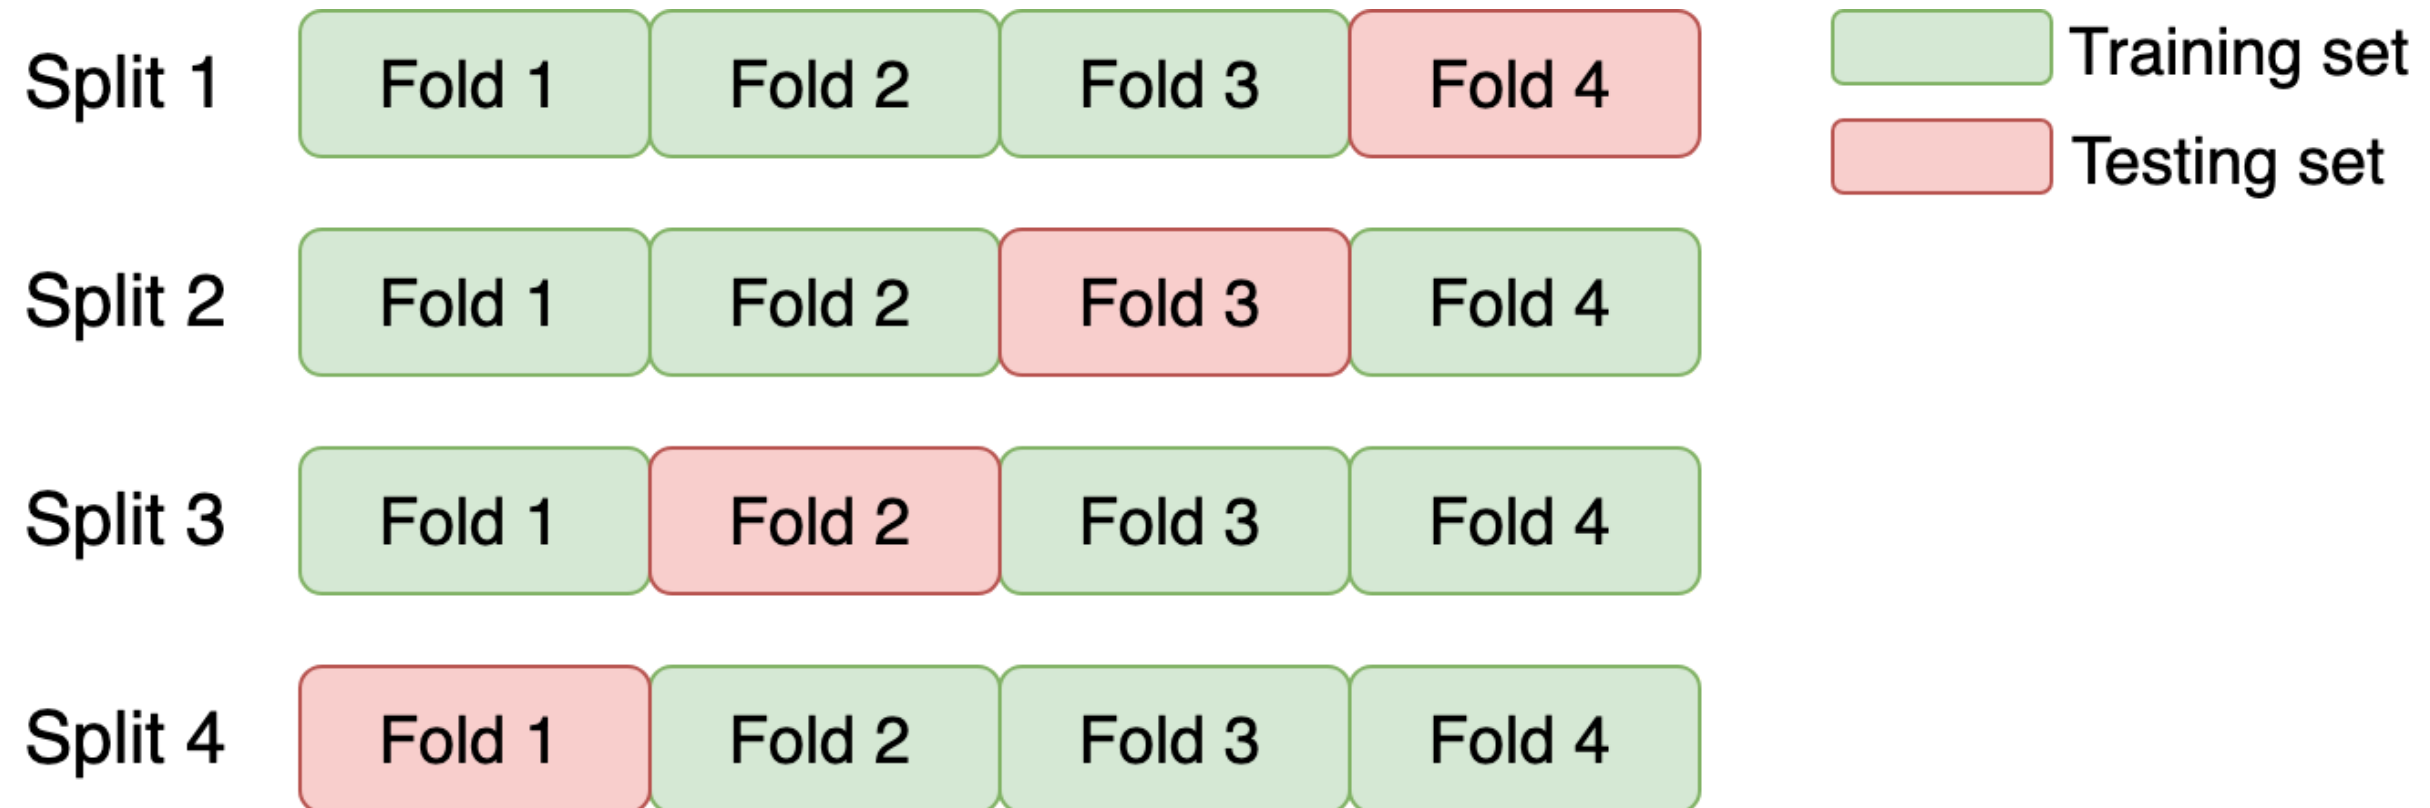 Split 1 Fold 1 Fold 2 Fold 3 Fold 4
Training set
Testing set
Split 2 Fold 1 Fold 2 Fold 3 Fold 4
Split 3 Fold 1 Fold 2 Fold 3 Fold 4
Split 4 Fold 1 Fold 2 Fold 3 Fold 4